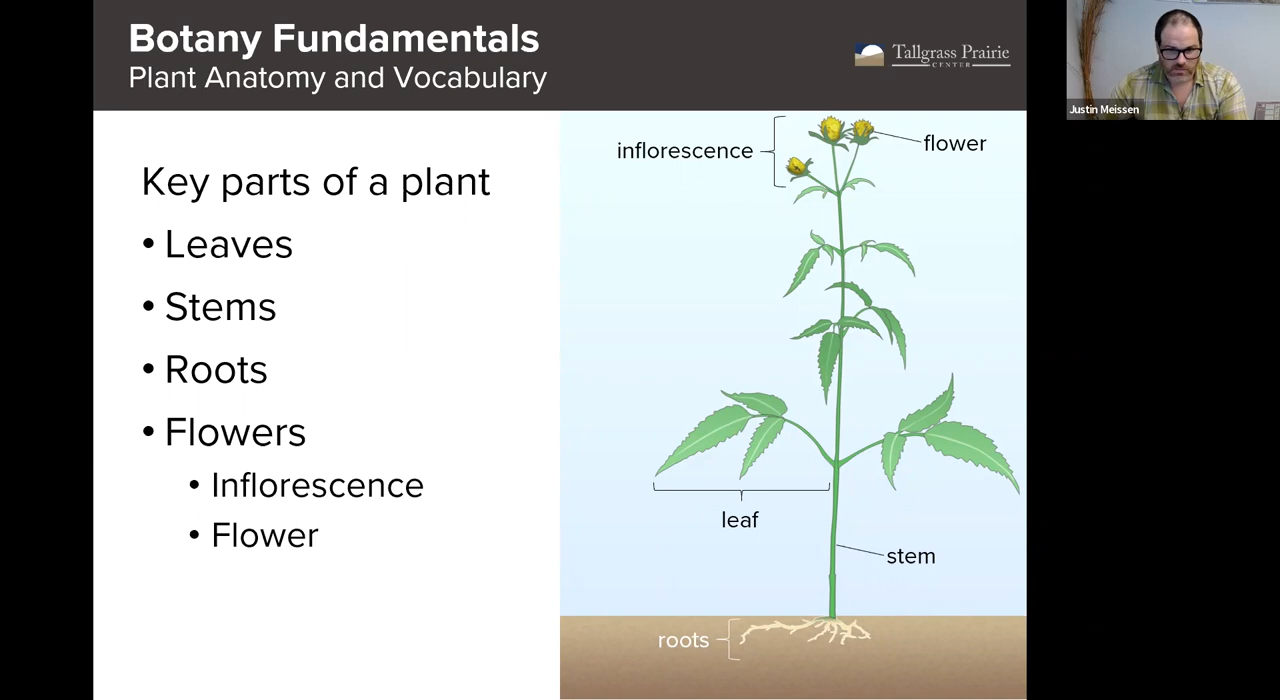 Botany Fundamentals
Plant Anatomy and Vocabulary
Tallgrass Prairie
CENTER
Justin Meissen
Key parts of a plant
• Leaves
• Stems
• Roots
• Flowers
• Inflorescence
• Flower
inflorescence
flower
leaf
stem
roots